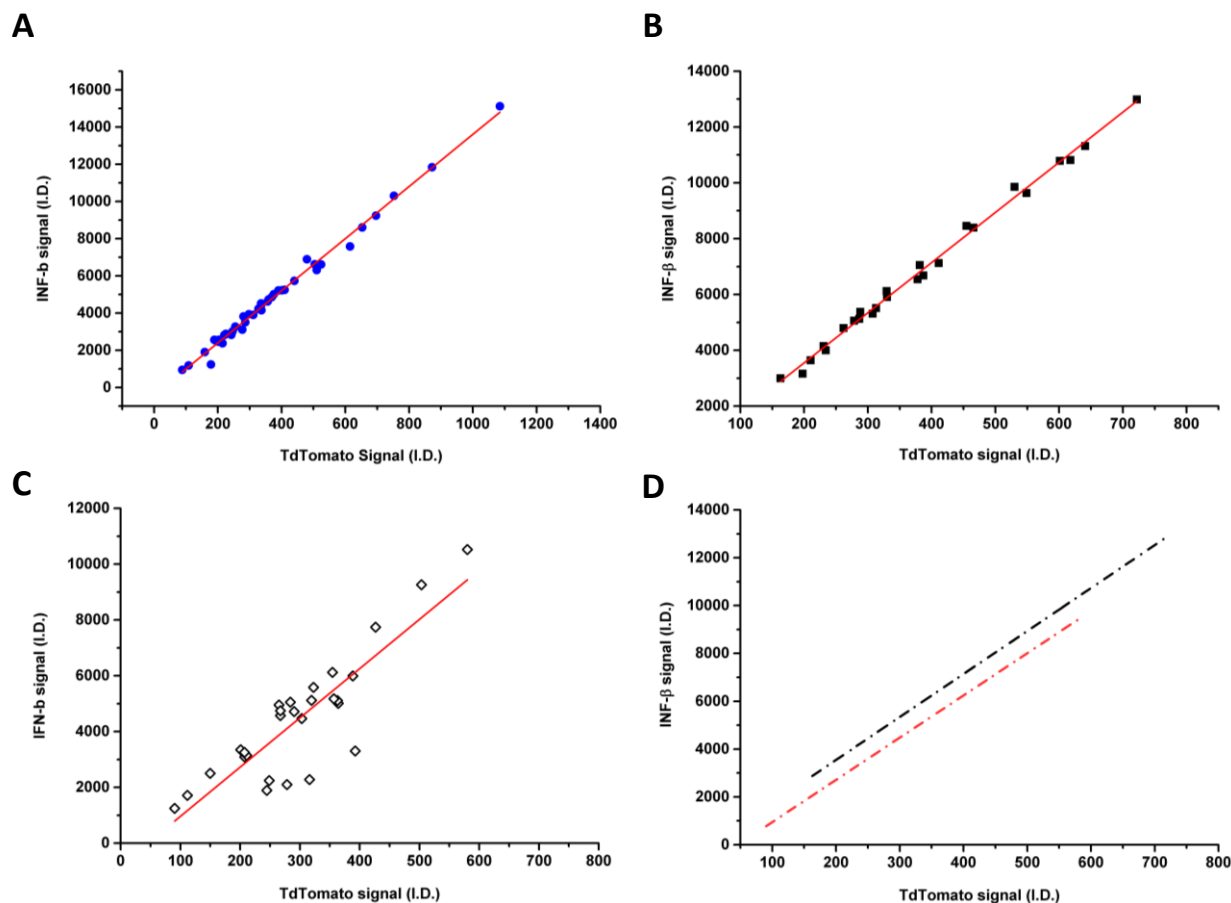 A
16000
14000
12000
10000
8000
6000
4000
2000
0
INF-b signal (I.D.)
0 200 400 600 800 1000 1200 1400
TdTomato Signal (I.D.)
B
14000
12000
10000
8000
6000
4000
2000
INF-β signal (I.D.)
100 200 300 400 500 600 700 800
TdTomato signal (I.D.)
C
12000
10000
8000
6000
4000
2000
0
IFN-b signal (I.D.)
0 100 200 300 400 500 600 700 800
TdTomato signal (I.D.)
D
14000
12000
10000
8000
6000
4000
2000
0
INF-β signal (I.D.)
100 200 300 400 500 600 700 800
TdTomato signal (I.D.)